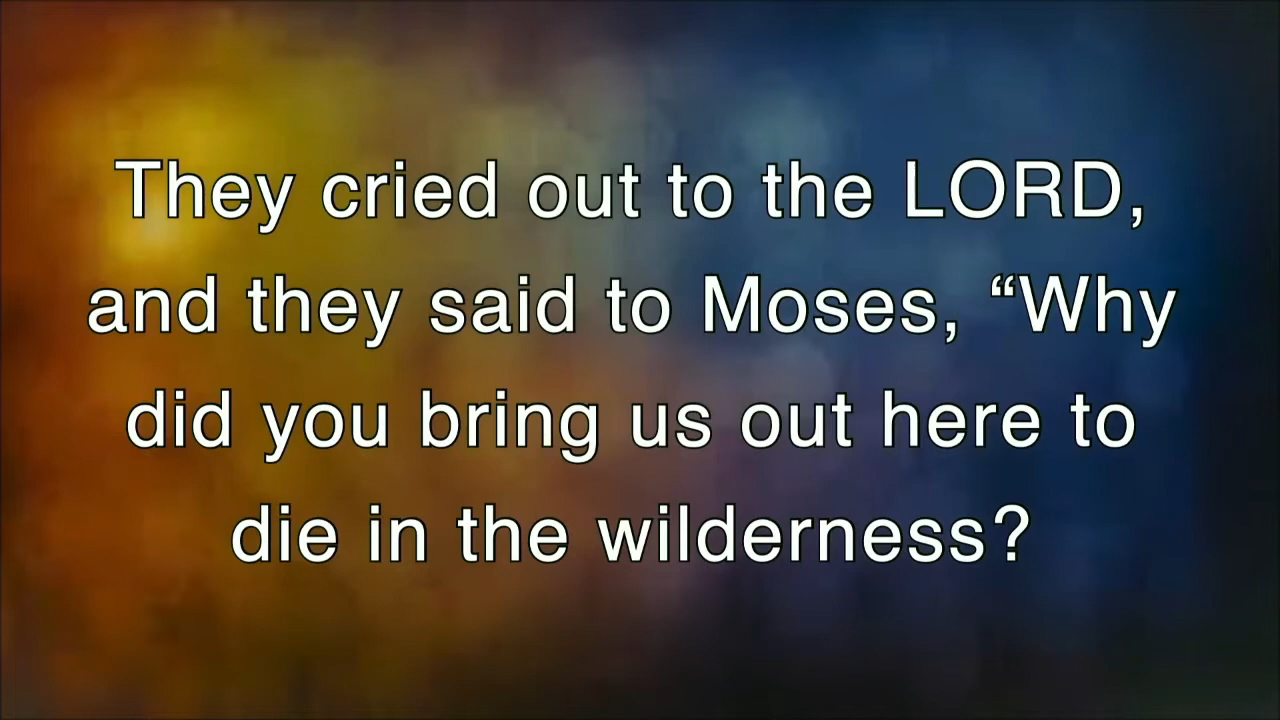 They cried out to the LORD,
and they said to Moses, “Why
did you bring us out here to
die in the wilderness?